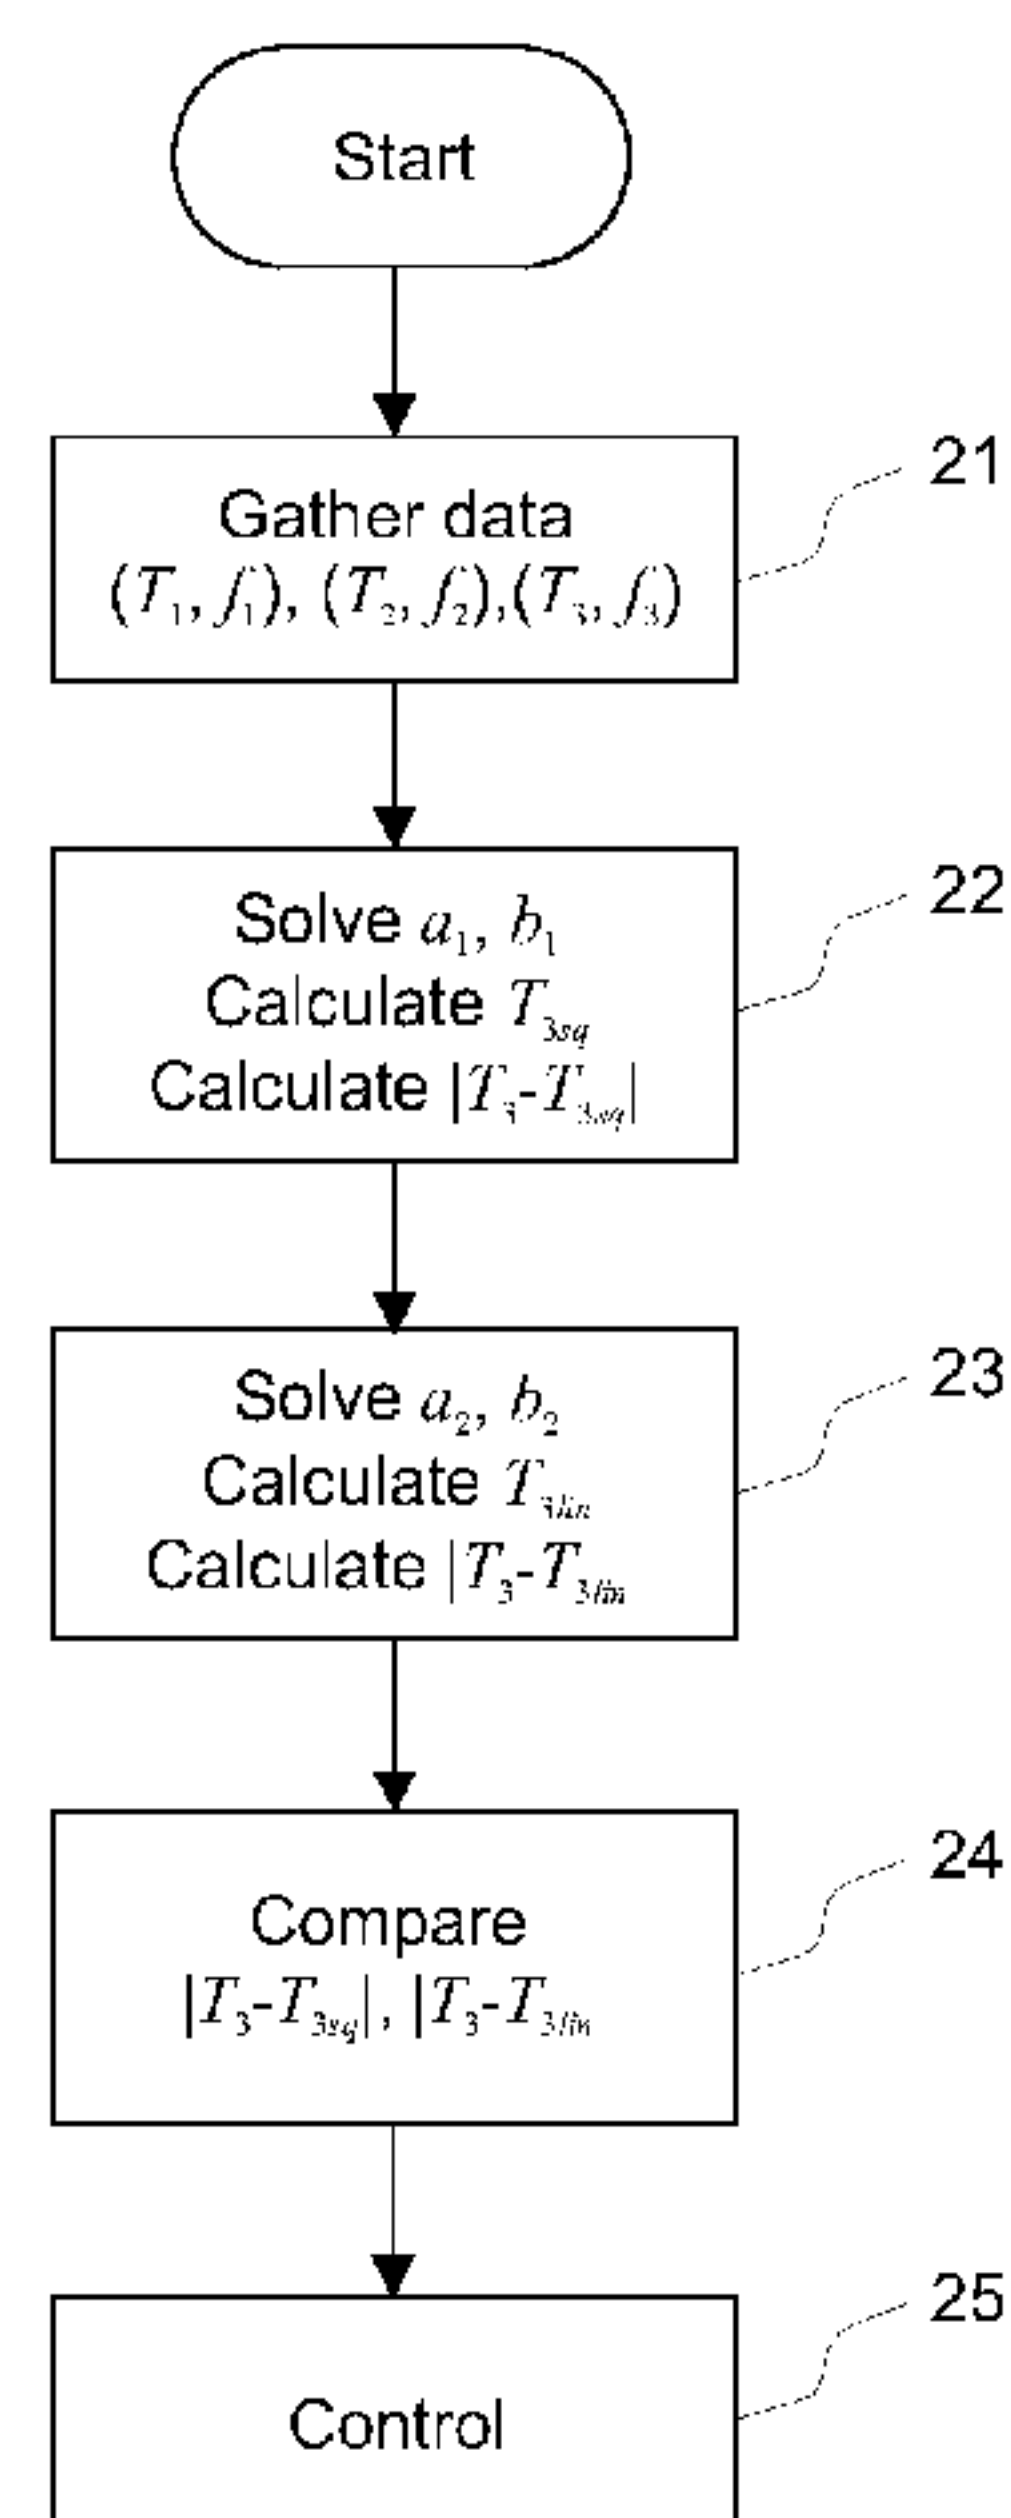 Start
21
Gather data
(T₁, f₁), (T₂, f₂),(T₃, f₃)
22
Solve a₁, b₁
Calculate T₃sq
Calculate |T₃-T₃sq|
23
Solve a₂, b₂
Calculate T₃lin
Calculate |T₃-T₃lin
24
Compare
|T₃-T₃sq|, |T₃-T₃lin
25
Control